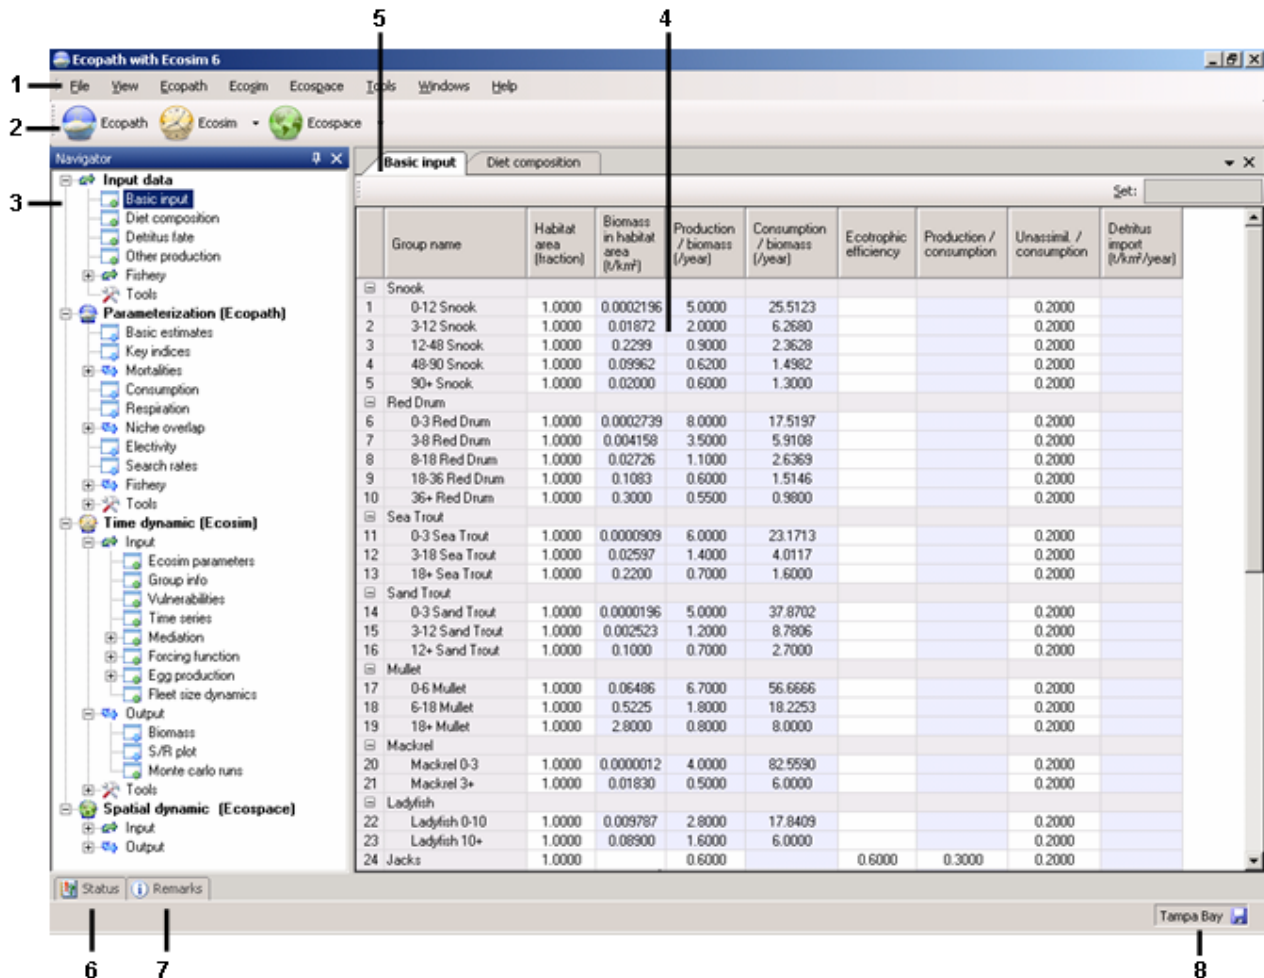 5 4
Ecopath with Ecosim 6
1 File View Ecopath Ecosim Ecospace Tools Windows Help
2 Ecopath Ecosim Ecospace
Navigator
3
Input data
Basic input
Diet composition
Detritus fate
Other production
Fishery
Tools
Parameterization (Ecopath)
Basic estimates
Key indices
Mortalities
Consumption
Respiration
Niche overlap
Electivity
Search rates
Fishery
Tools
Time dynamic (Ecosim)
Input
Ecosim parameters
Group info
Vulnerabilities
Time series
Mediation
Forcing function
Egg production
Fleet size dynamics
Output
Biomass
S/R plot
Monte carlo runs
Tools
Spatial dynamic (Ecospace)
Input
Output
Basic input Diet composition
Set:
Group name
Habitat
area
(fraction)
Biomass
in habitat
area
(t/km²)
Production
/ biomass
(/year)
Consumption
/ biomass
(/year)
Ecotrophic
efficiency
Production /
consumption
Unassimil. /
consumption
Detritus
import
(t/km²/year)
Snook
1 0-12 Snook 1.0000 0.0002196 5.0000 25.5123 0.2000
2 3-12 Snook 1.0000 0.01872 2.0000 6.2680 0.2000
3 12-48 Snook 1.0000 0.2299 0.9000 2.3628 0.2000
4 48-90 Snook 1.0000 0.09962 0.6200 1.4982 0.2000
5 90+ Snook 1.0000 0.02000 0.6000 1.3000 0.2000
Red Drum
6 0-3 Red Drum 1.0000 0.0002739 8.0000 17.5197 0.2000
7 3-8 Red Drum 1.0000 0.004158 3.5000 5.9108 0.2000
8 8-18 Red Drum 1.0000 0.02726 1.1000 2.6369 0.2000
9 18-36 Red Drum 1.0000 0.1083 0.6000 1.5146 0.2000
10 36+ Red Drum 1.0000 0.3000 0.5500 0.9800 0.2000
Sea Trout
11 0-3 Sea Trout 1.0000 0.0000909 6.0000 23.1713 0.2000
12 3-18 Sea Trout 1.0000 0.02597 1.4000 4.0117 0.2000
13 18+ Sea Trout 1.0000 0.2200 0.7000 1.6000 0.2000
Sand Trout
14 0-3 Sand Trout 1.0000 0.0000196 5.0000 37.8702 0.2000
15 3-12 Sand Trout 1.0000 0.002523 1.2000 8.7806 0.2000
16 12+ Sand Trout 1.0000 0.1000 0.7000 2.7000 0.2000
Mullet
17 0-6 Mullet 1.0000 0.06486 6.7000 56.6666 0.2000
18 6-18 Mullet 1.0000 0.5225 1.8000 18.2253 0.2000
19 18+ Mullet 1.0000 2.8000 0.8000 8.0000 0.2000
Mackrel
20 Mackrel 0-3 1.0000 0.0000012 4.0000 82.5590 0.2000
21 Mackrel 3+ 1.0000 0.01830 0.5000 6.0000 0.2000
Ladyfish
22 Ladyfish 0-10 1.0000 0.009787 2.8000 17.8409 0.2000
23 Ladyfish 10+ 1.0000 0.08900 1.6000 6.0000 0.2000
24 Jacks 1.0000 0.6000 0.6000 0.3000 0.2000
Status Remarks
Tampa Bay
6 7 8